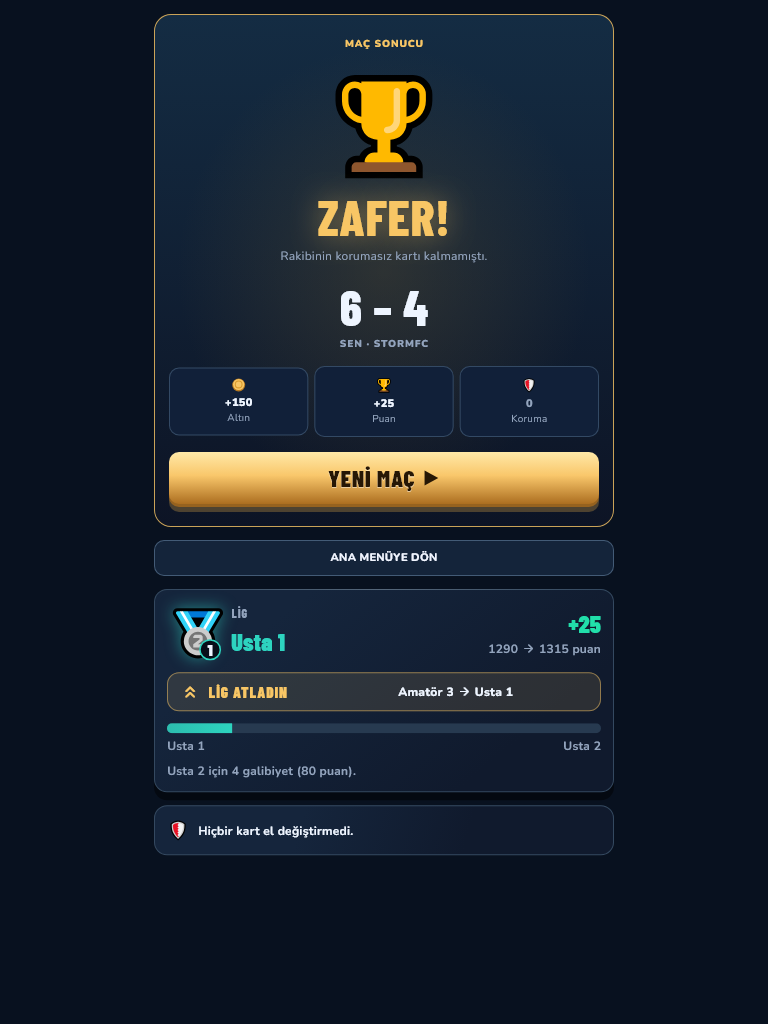 MAÇ SONUCU
ZAFER!
Rakibinin korumasız kartı kalmamıştı.
6 – 4
SEN · STORMFC
+150
Altın
+25
Puan
0
Koruma
YENİ MAÇ ▶
ANA MENÜYE DÖN
LİG
Usta 1
+25
1290 → 1315 puan
2
1
LİG ATLADIN
Amatör 3 → Usta 1
Usta 1
Usta 2
Usta 2 için 4 galibiyet (80 puan).
Hiçbir kart el değiştirmedi.